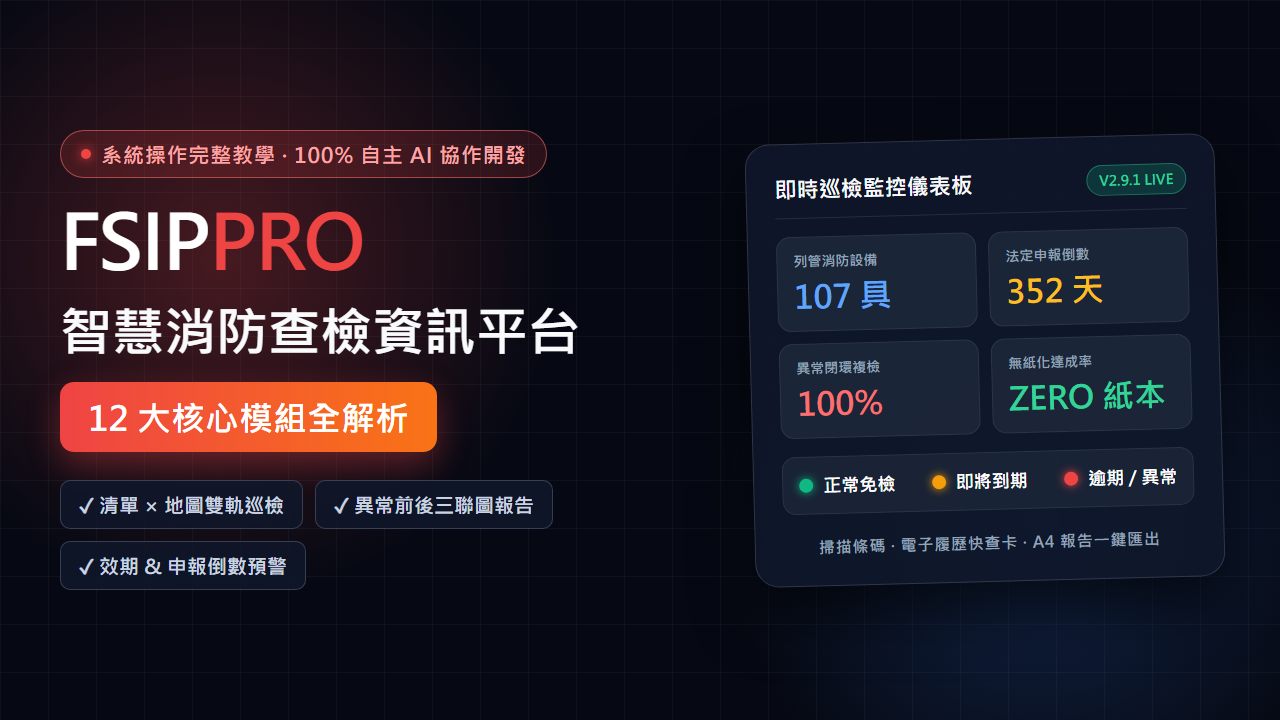 系統操作完整教學 · 100% 自主 AI 協作開發
FSIPPRO
智慧消防查檢資訊平台
12 大核心模組全解析
✓ 清單 × 地圖雙軌巡檢
✓ 異常前後三聯圖報告
✓ 效期 & 申報倒數預警
即時巡檢監控儀表板
V2.9.1 LIVE
列管消防設備
107 具
法定申報倒數
352 天
異常閉環複檢
100%
無紙化達成率
ZERO 紙本
正常免檢
即將到期
逾期 / 異常
掃描條碼 · 電子履歷快查卡 · A4 報告一鍵匯出